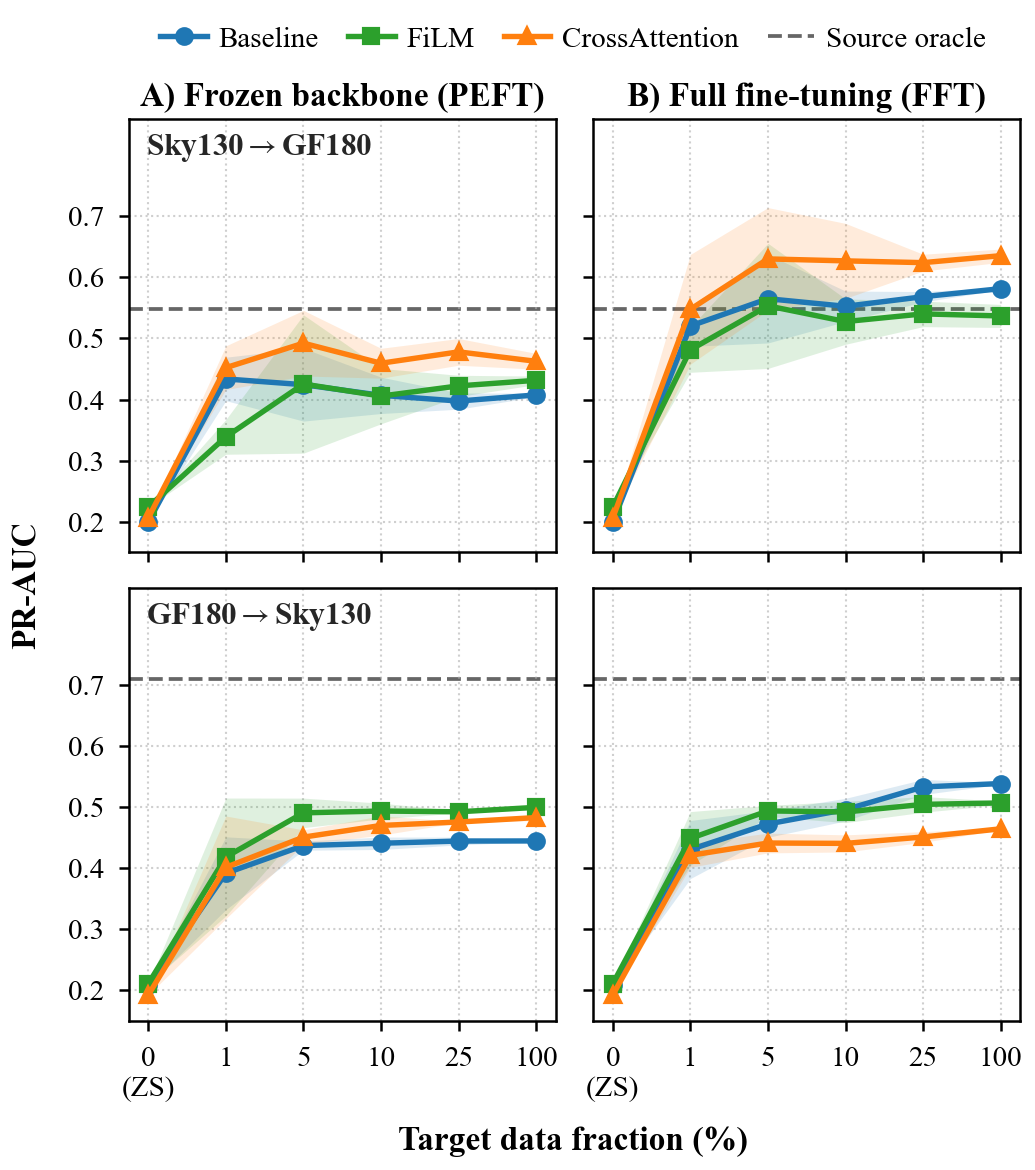 Baseline FiLM CrossAttention Source oracle
A) Frozen backbone (PEFT) B) Full fine-tuning (FFT)
Sky130 → GF180
0.7
0.6
0.5
0.4
0.3
0.2
PR-AUC
GF180 → Sky130
0.7
0.6
0.5
0.4
0.3
0.2
0 1 5 10 25 100 0 1 5 10 25 100
(ZS) (ZS)
Target data fraction (%)